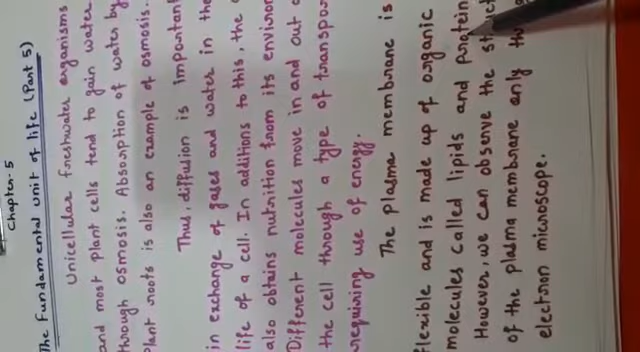 Chapter-5
The Fundamental unit of life (Part 5)
Unicellular freshwater organisms
and most plant cells tend to gain water
through osmosis. Absorption of water by
plant roots is also an example of osmosis.
Thus, diffusion is important
in exchange of gases and water in the
life of a cell. In additions to this, the
also obtains nutrition from its environ
Different molecules move in and out o
the cell through a type of transpor
requiring use of energy.
The plasma membrane is
flexible and is made up of organic
molecules called lipids and protein
However, we can observe the struct
of the plasma membrane only th
electron microscope.